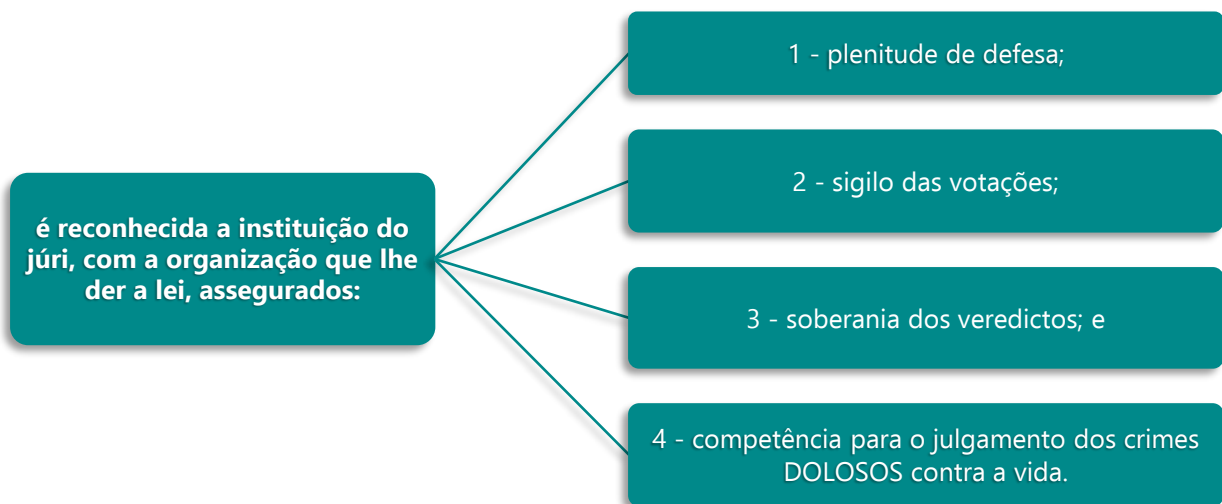 é reconhecida a instituição do
júri, com a organização que lhe
der a lei, assegurados:
1 - plenitude de defesa;
2 - sigilo das votações;
3 - soberania dos veredictos; e
4 - competência para o julgamento dos crimes
DOLOSOS contra a vida.